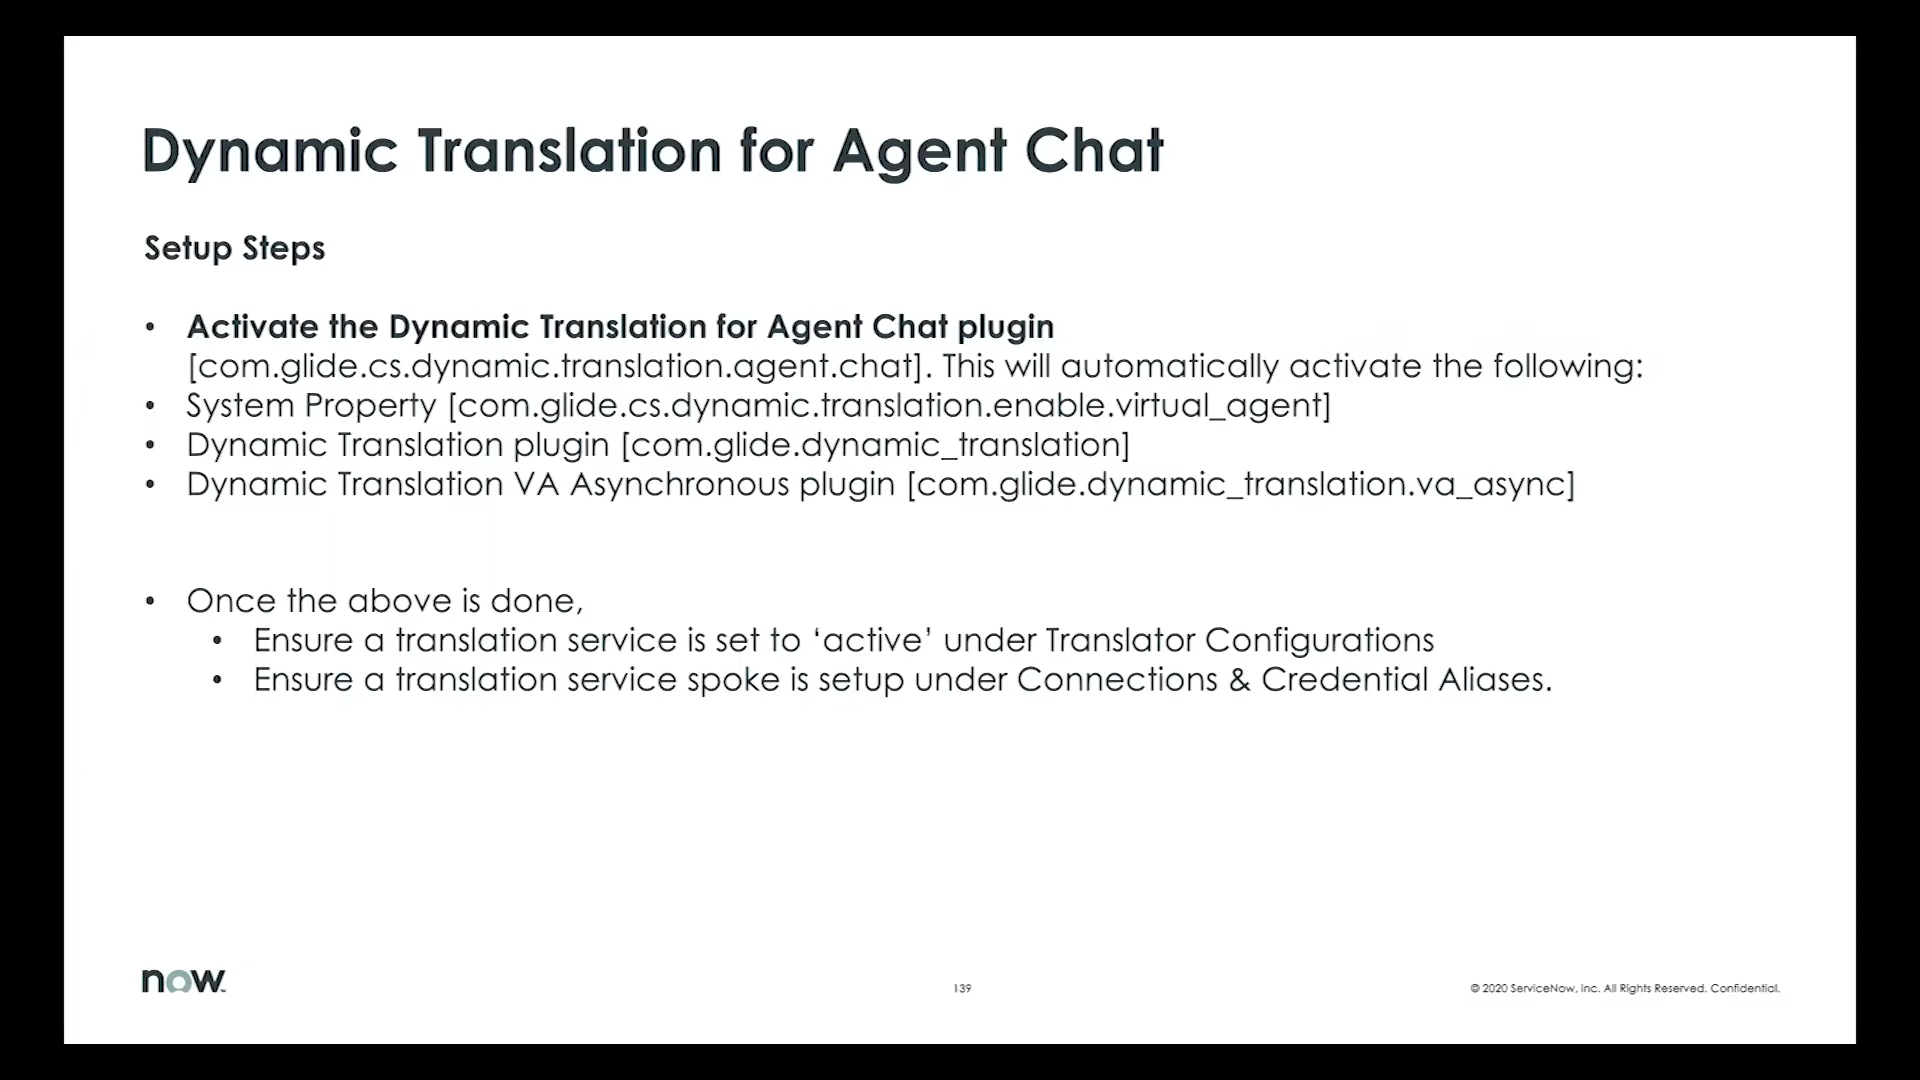 Dynamic Translation for Agent Chat
Setup Steps
• Activate the Dynamic Translation for Agent Chat plugin
[com.glide.cs.dynamic.translation.agent.chat]. This will automatically activate the following:
• System Property [com.glide.cs.dynamic.translation.enable.virtual_agent]
• Dynamic Translation plugin [com.glide.dynamic_translation]
• Dynamic Translation VA Asynchronous plugin [com.glide.dynamic_translation.va_async]
• Once the above is done,
• Ensure a translation service is set to ‘active’ under Translator Configurations
• Ensure a translation service spoke is setup under Connections & Credential Aliases.
now
139
© 2020 ServiceNow, Inc. All Rights Reserved. Confidential.